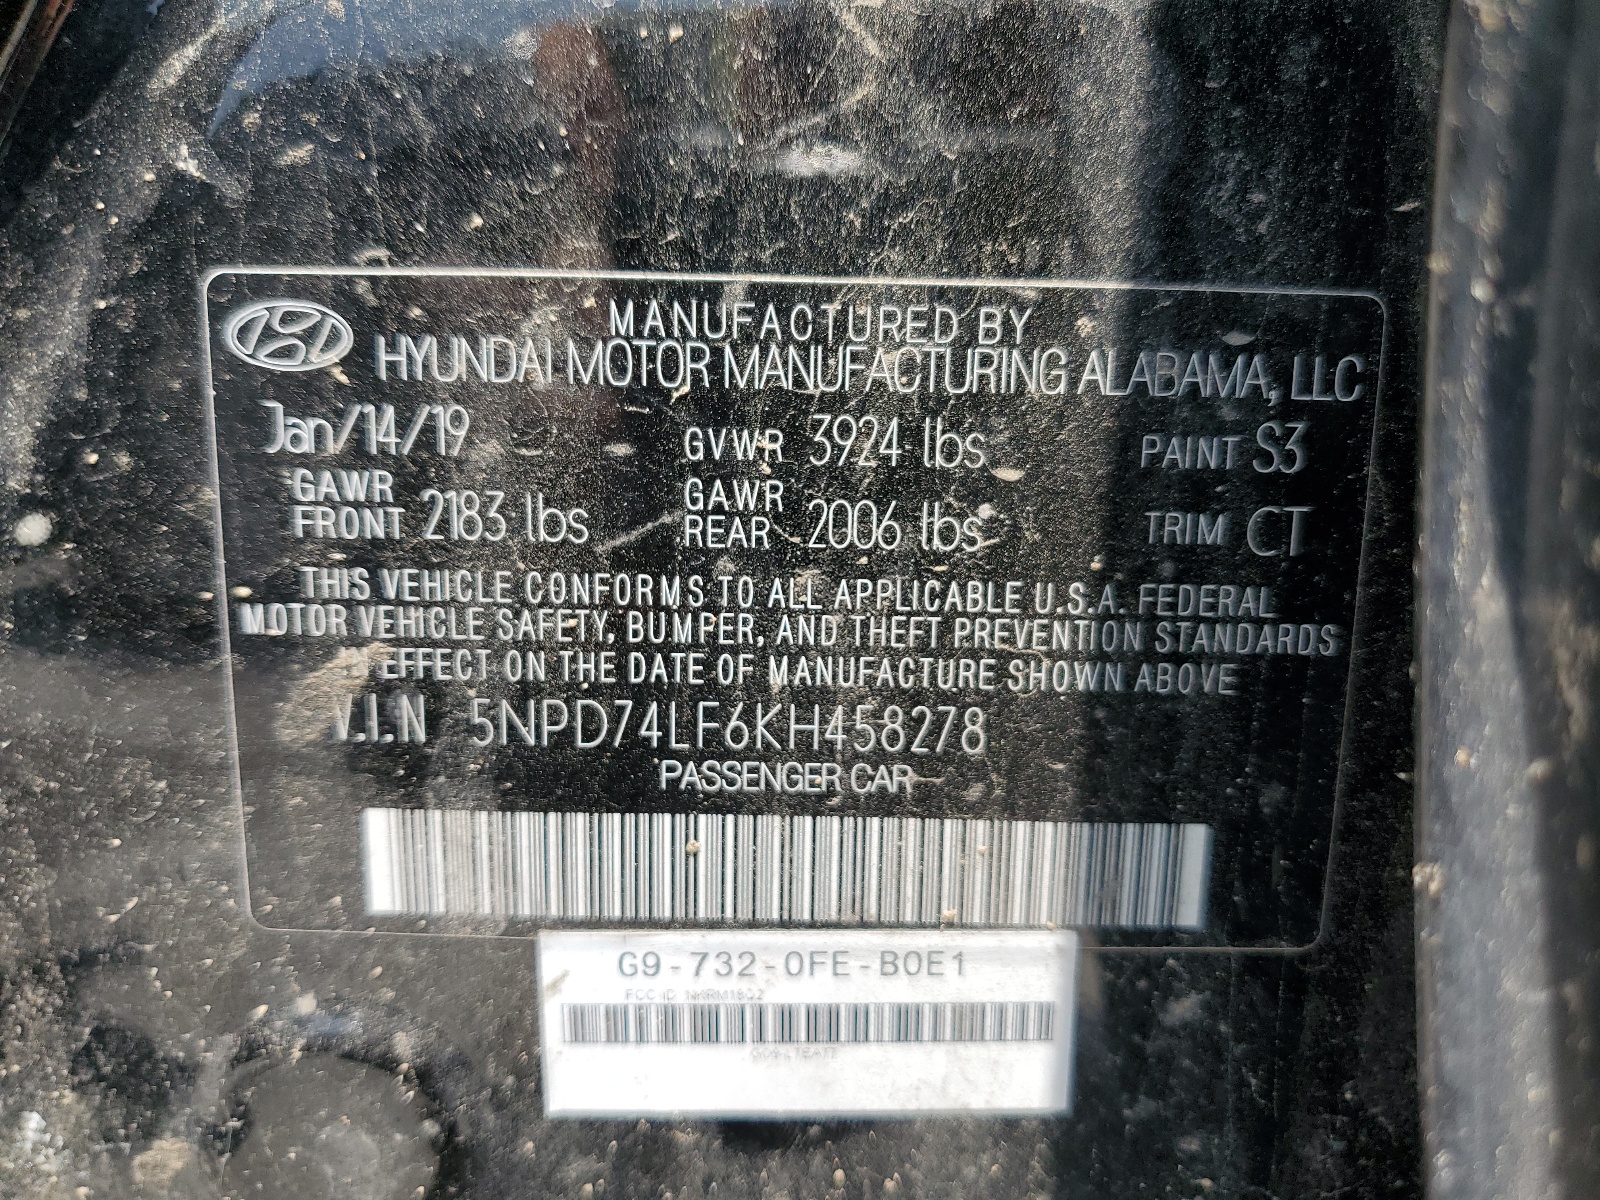 MANUFACTURED BY
HYUNDAI MOTOR MANUFACTURING ALABAMA, LLC
Jan/14/19 GVWR 3924 lbs PAINT S3
GAWR FRONT 2183 lbs GAWR REAR 2006 lbs TRIM CT
THIS VEHICLE CONFORMS TO ALL APPLICABLE U.S.A. FEDERAL
MOTOR VEHICLE SAFETY, BUMPER, AND THEFT PREVENTION STANDARDS
EFFECT ON THE DATE OF MANUFACTURE SHOWN ABOVE
V.I.N 5NPD74LF6KH458278
PASSENGER CAR
G9-732-0FE-B0E1
FCC ID